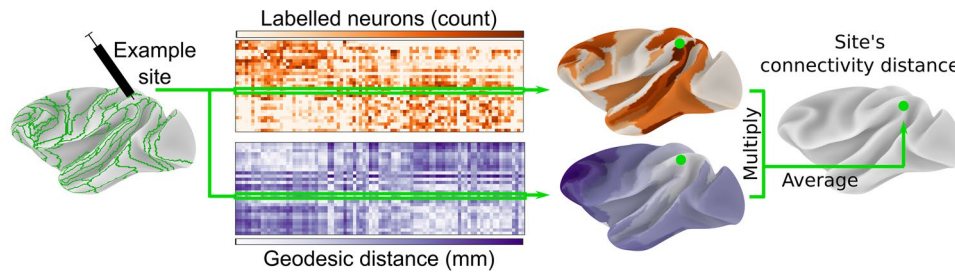 Labelled neurons (count)
Example
site
Site's
connectivity distance
Multiply
Average
Geodesic distance (mm)